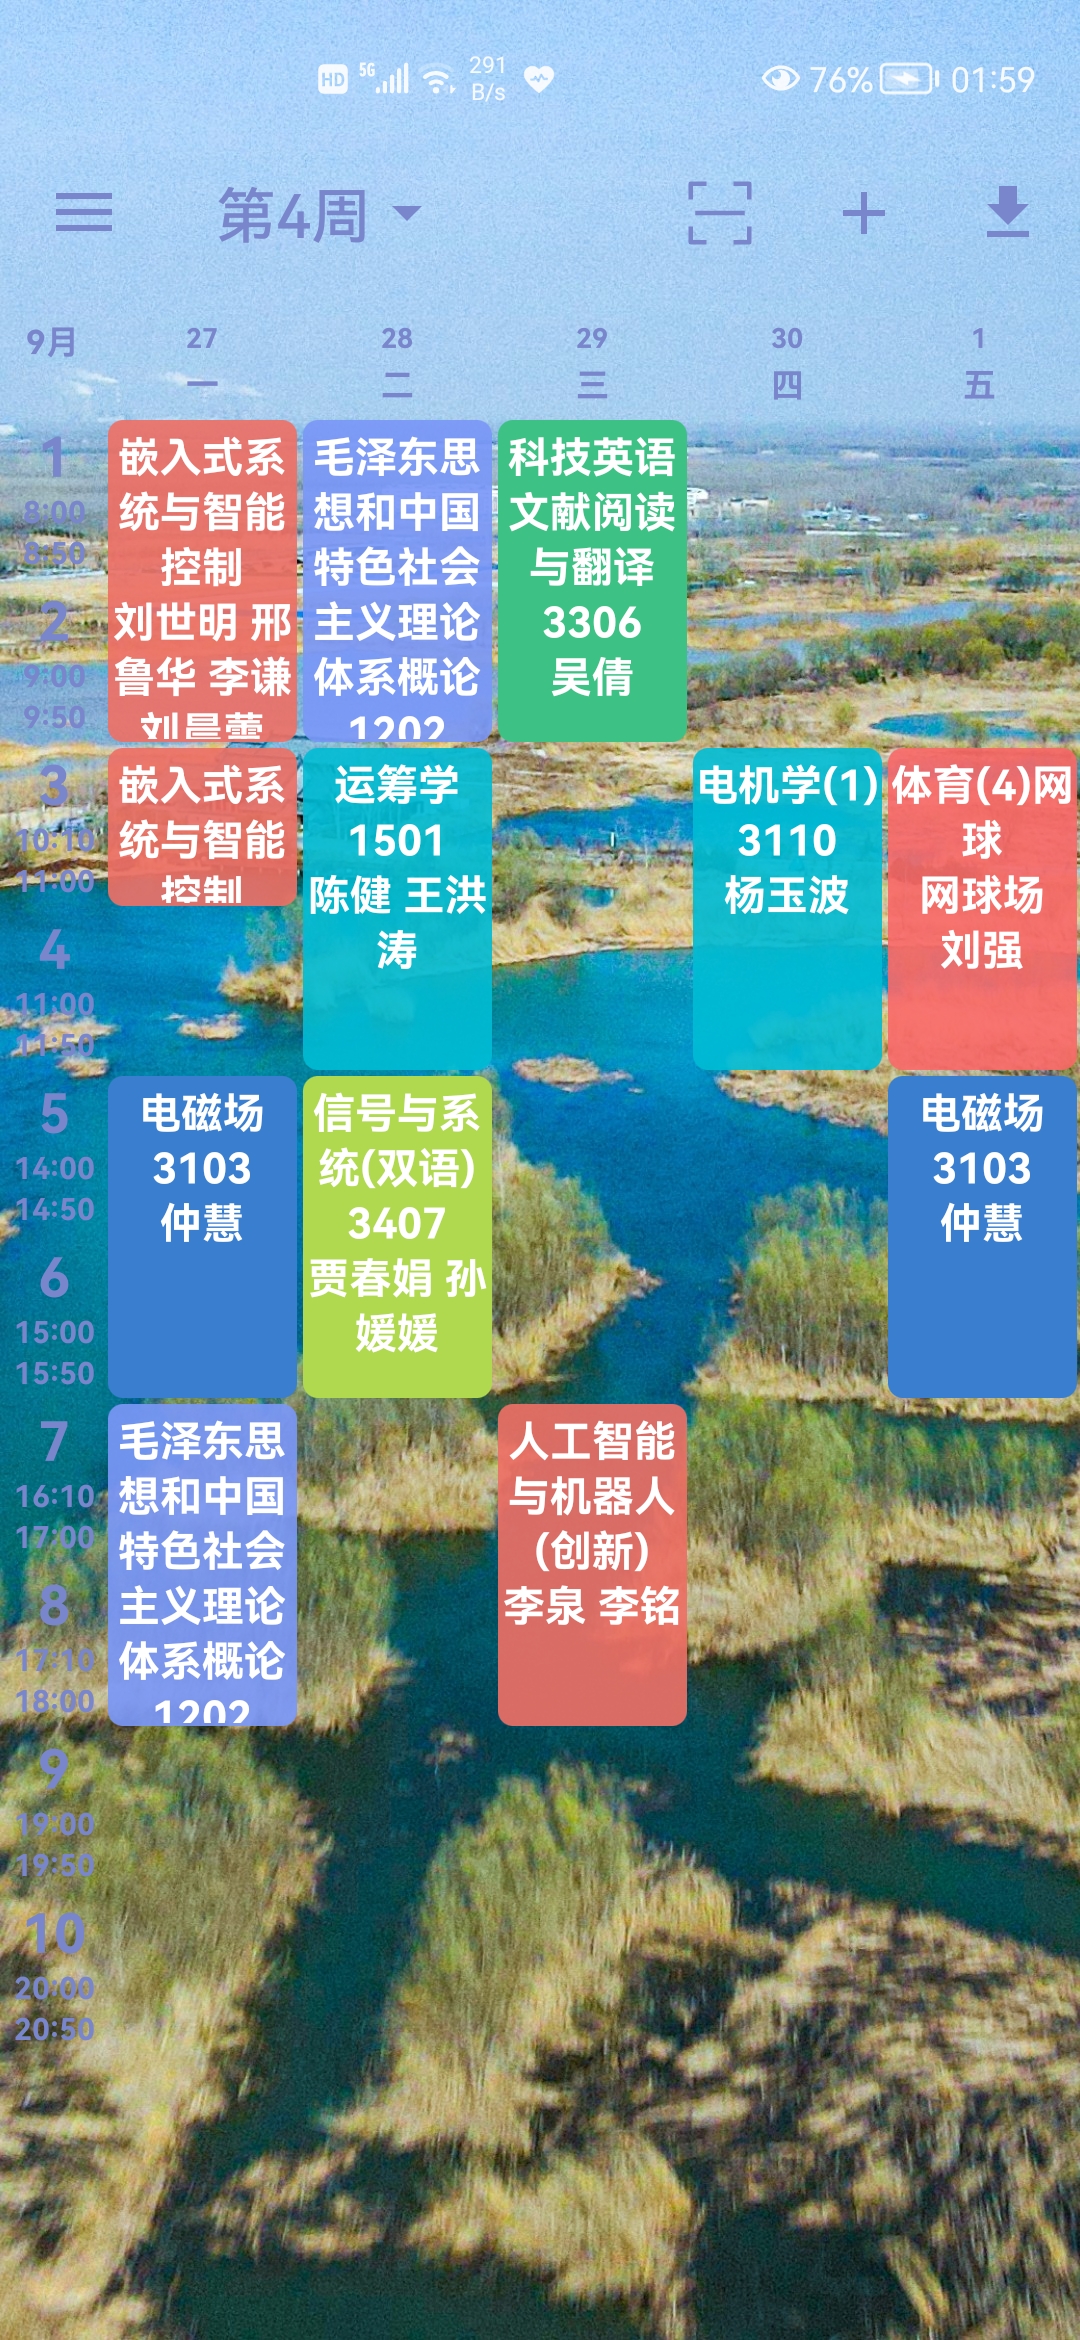 HD 5G 291 B/s 76% 01:59
第4周
9月 27 28 29 30 1
一 二 三 四 五
1
8:00
8:50
2
9:00
9:50
3
10:10
11:00
4
11:00
11:50
5
14:00
14:50
6
15:00
15:50
7
16:10
17:00
8
17:10
18:00
9
19:00
19:50
10
20:00
20:50
嵌入式系
统与智能
控制
刘世明 邢
鲁华 李谦
嵌入式系
统与智能
控制
电磁场
3103
仲慧
毛泽东思
想和中国
特色社会
主义理论
体系概论
1202
毛泽东思
想和中国
特色社会
主义理论
体系概论
1202
运筹学
1501
陈健 王洪
涛
信号与系
统(双语)
3407
贾春娟 孙
媛媛
科技英语
文献阅读
与翻译
3306
吴倩
人工智能
与机器人
(创新)
李泉 李铭
电机学(1)
3110
杨玉波
体育(4)网
球
网球场
刘强
电磁场
3103
仲慧